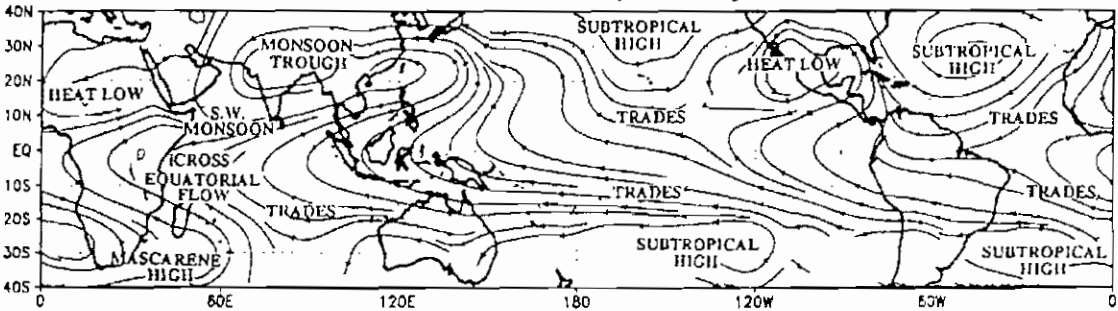 40N
30N
20N
10N
EQ
10S
20S
30S
40S
SUBTROPICAL
HIGH
MONSOON
TROUGH
HEAT LOW
SUBTROPICAL
HIGH
HEAT LOW
S.W.
MONSOON
TRADES
TRADES
CROSS
EQUATORIAL
FLOW
TRADES
TRADES
TRADES
MASCARENE
HIGH
SUBTROPICAL
HIGH
SUBTROPICAL
HIGH
0
60E
120E
180
120W
60W
0